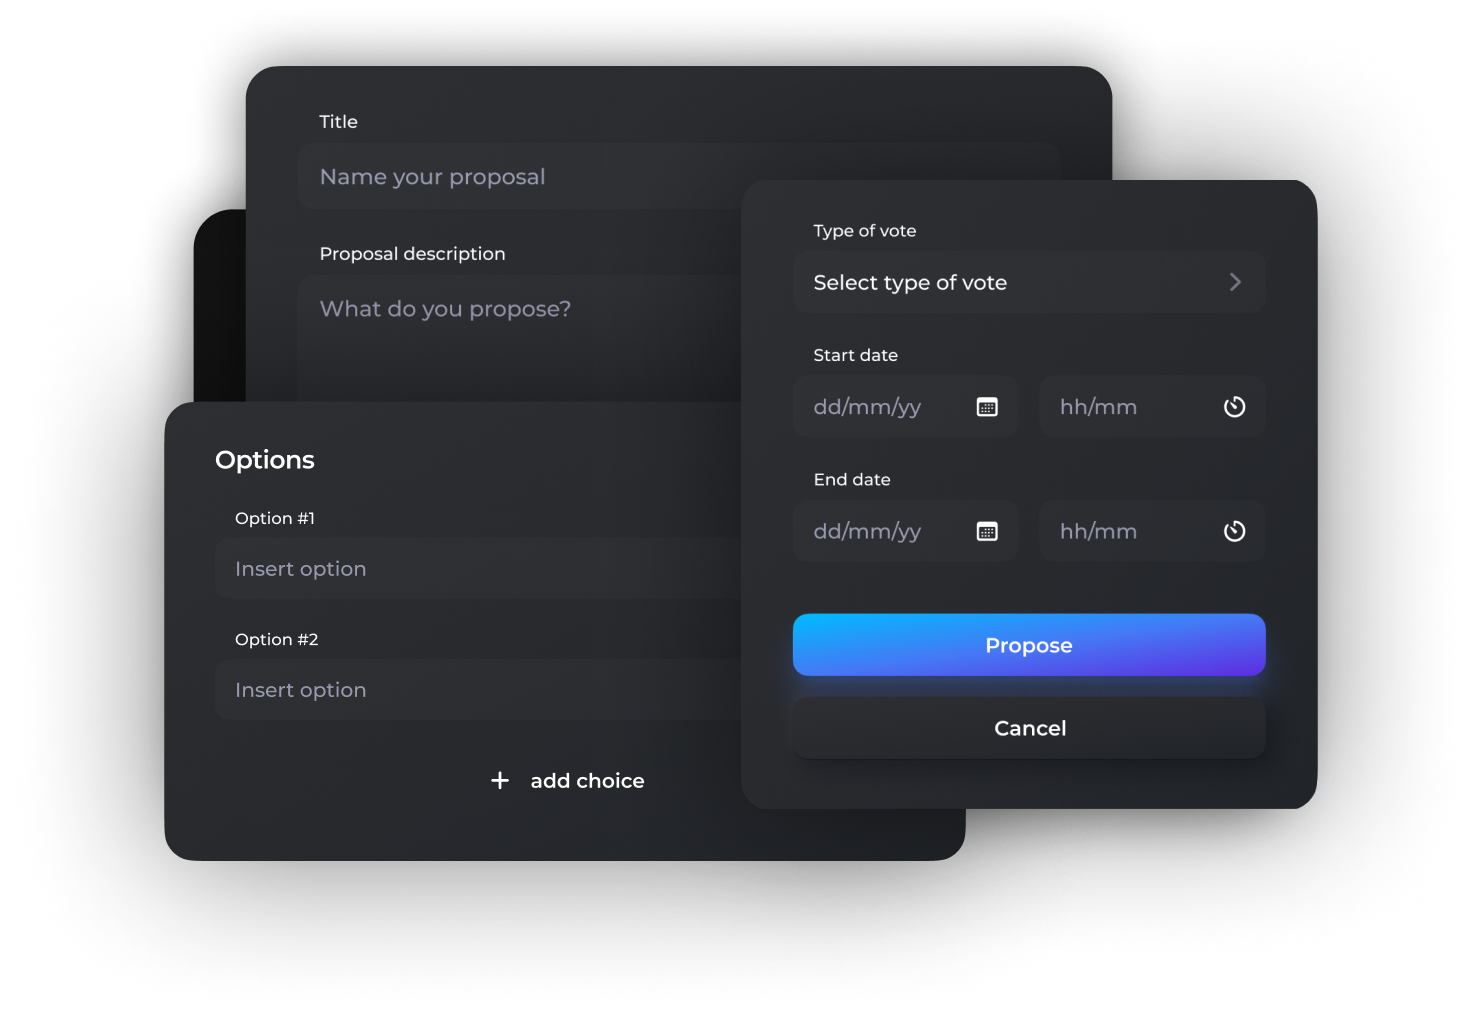 Title
Name your proposal
Proposal description
What do you propose?
Options
Option #1
Insert option
Option #2
Insert option
+ add choice
Type of vote
Select type of vote
Start date
dd/mm/yy hh/mm
End date
dd/mm/yy hh/mm
Propose
Cancel